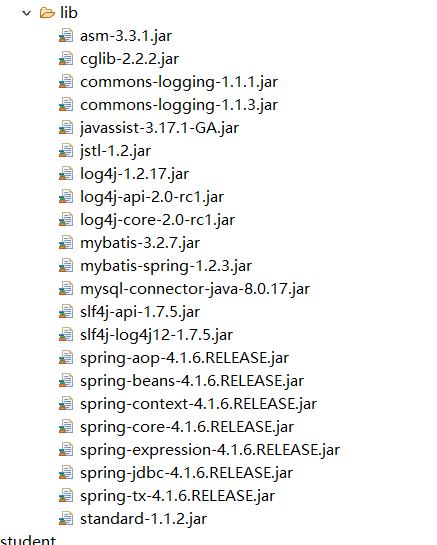 lib
asm-3.3.1.jar
cglib-2.2.2.jar
commons-logging-1.1.1.jar
commons-logging-1.1.3.jar
javassist-3.17.1-GA.jar
jstl-1.2.jar
log4j-1.2.17.jar
log4j-api-2.0-rc1.jar
log4j-core-2.0-rc1.jar
mybatis-3.2.7.jar
mybatis-spring-1.2.3.jar
mysql-connector-java-8.0.17.jar
slf4j-api-1.7.5.jar
slf4j-log4j12-1.7.5.jar
spring-aop-4.1.6.RELEASE.jar
spring-beans-4.1.6.RELEASE.jar
spring-context-4.1.6.RELEASE.jar
spring-core-4.1.6.RELEASE.jar
spring-expression-4.1.6.RELEASE.jar
spring-jdbc-4.1.6.RELEASE.jar
spring-tx-4.1.6.RELEASE.jar
standard-1.1.2.jar
student